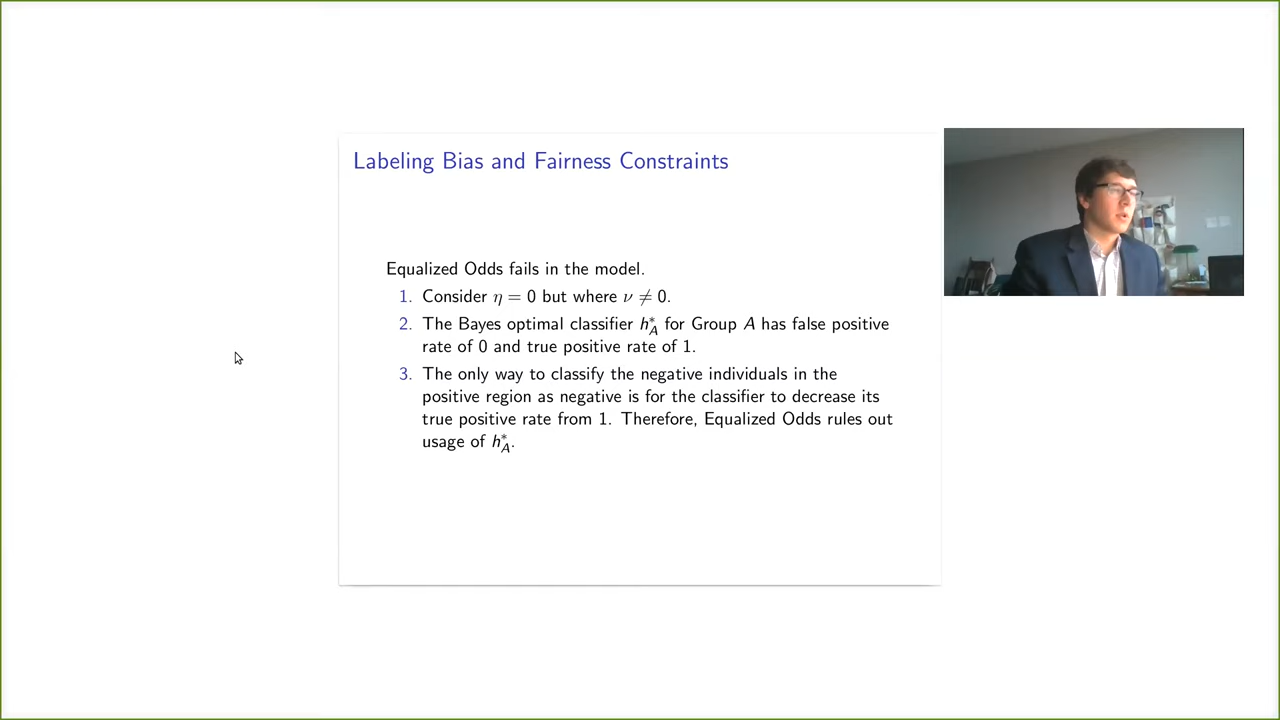 Labeling Bias and Fairness Constraints
Equalized Odds fails in the model.
1. Consider η = 0 but where ν ≠ 0.
2. The Bayes optimal classifier h*_A for Group A has false positive
rate of 0 and true positive rate of 1.
3. The only way to classify the negative individuals in the
positive region as negative is for the classifier to decrease its
true positive rate from 1. Therefore, Equalized Odds rules out
usage of h*_A.